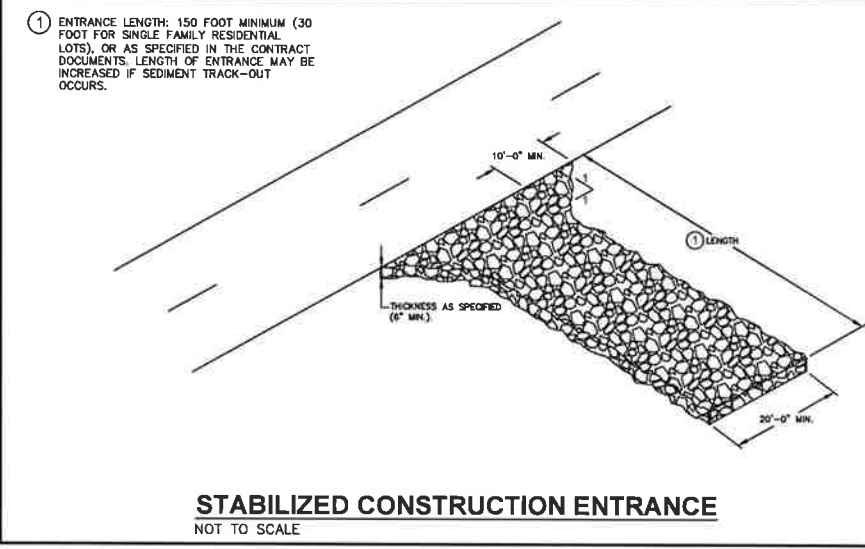 1 ENTRANCE LENGTH: 150 FOOT MINIMUM (30
FOOT FOR SINGLE FAMILY RESIDENTIAL
LOTS), OR AS SPECIFIED IN THE CONTRACT
DOCUMENTS. LENGTH OF ENTRANCE MAY BE
INCREASED IF SEDIMENT TRACK-OUT
OCCURS.
10'-0" MIN.
1
1
1 LENGTH
THICKNESS AS SPECIFIED
(6" MIN.).
20'-0" MIN.
STABILIZED CONSTRUCTION ENTRANCE
NOT TO SCALE